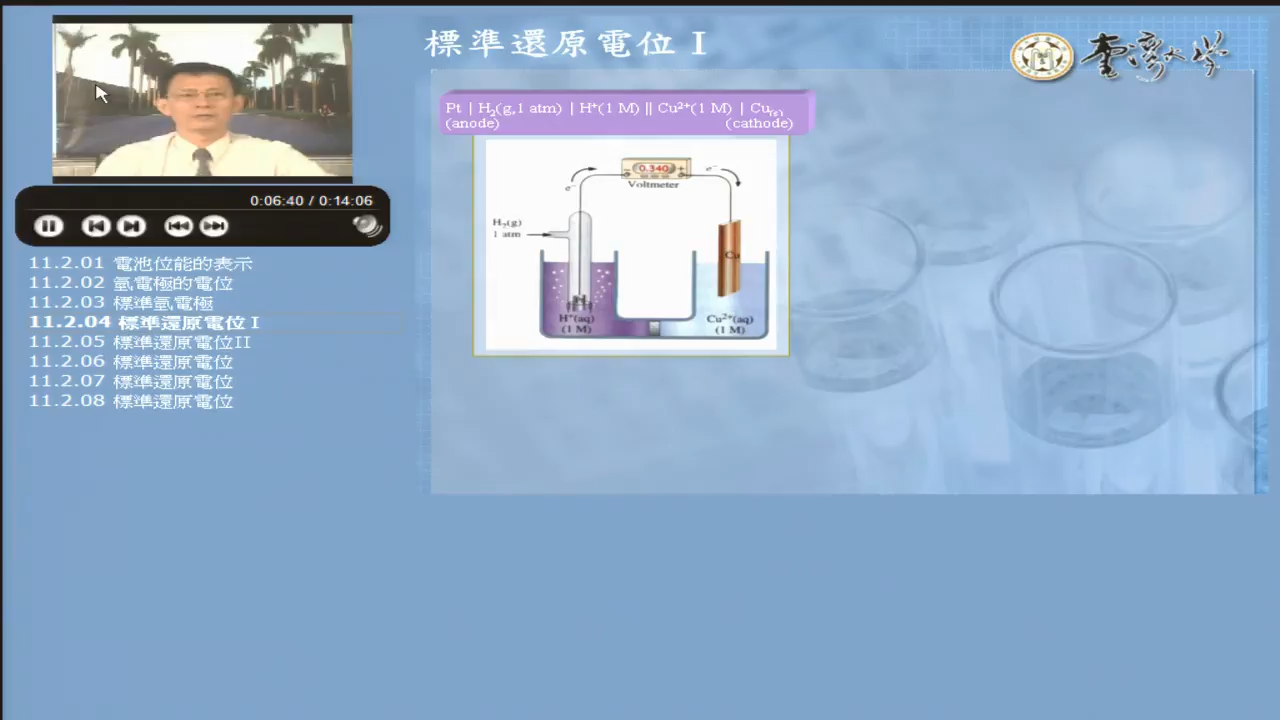 標準還原電位 I
臺灣大學
Pt | H2(g,1 atm) | H⁺(1 M) || Cu²⁺(1 M) | Cu(s)
(anode) (cathode)
0.340
Voltmeter
e⁻
e⁻
H2(g)
1 atm
Cu
H⁺(aq)
(1 M)
Cu²⁺(aq)
(1 M)
0:06:40 / 0:14:06
11.2.01 電池位能的表示
11.2.02 氫電極的電位
11.2.03 標準氫電極
11.2.04 標準還原電位 I
11.2.05 標準還原電位II
11.2.06 標準還原電位
11.2.07 標準還原電位
11.2.08 標準還原電位